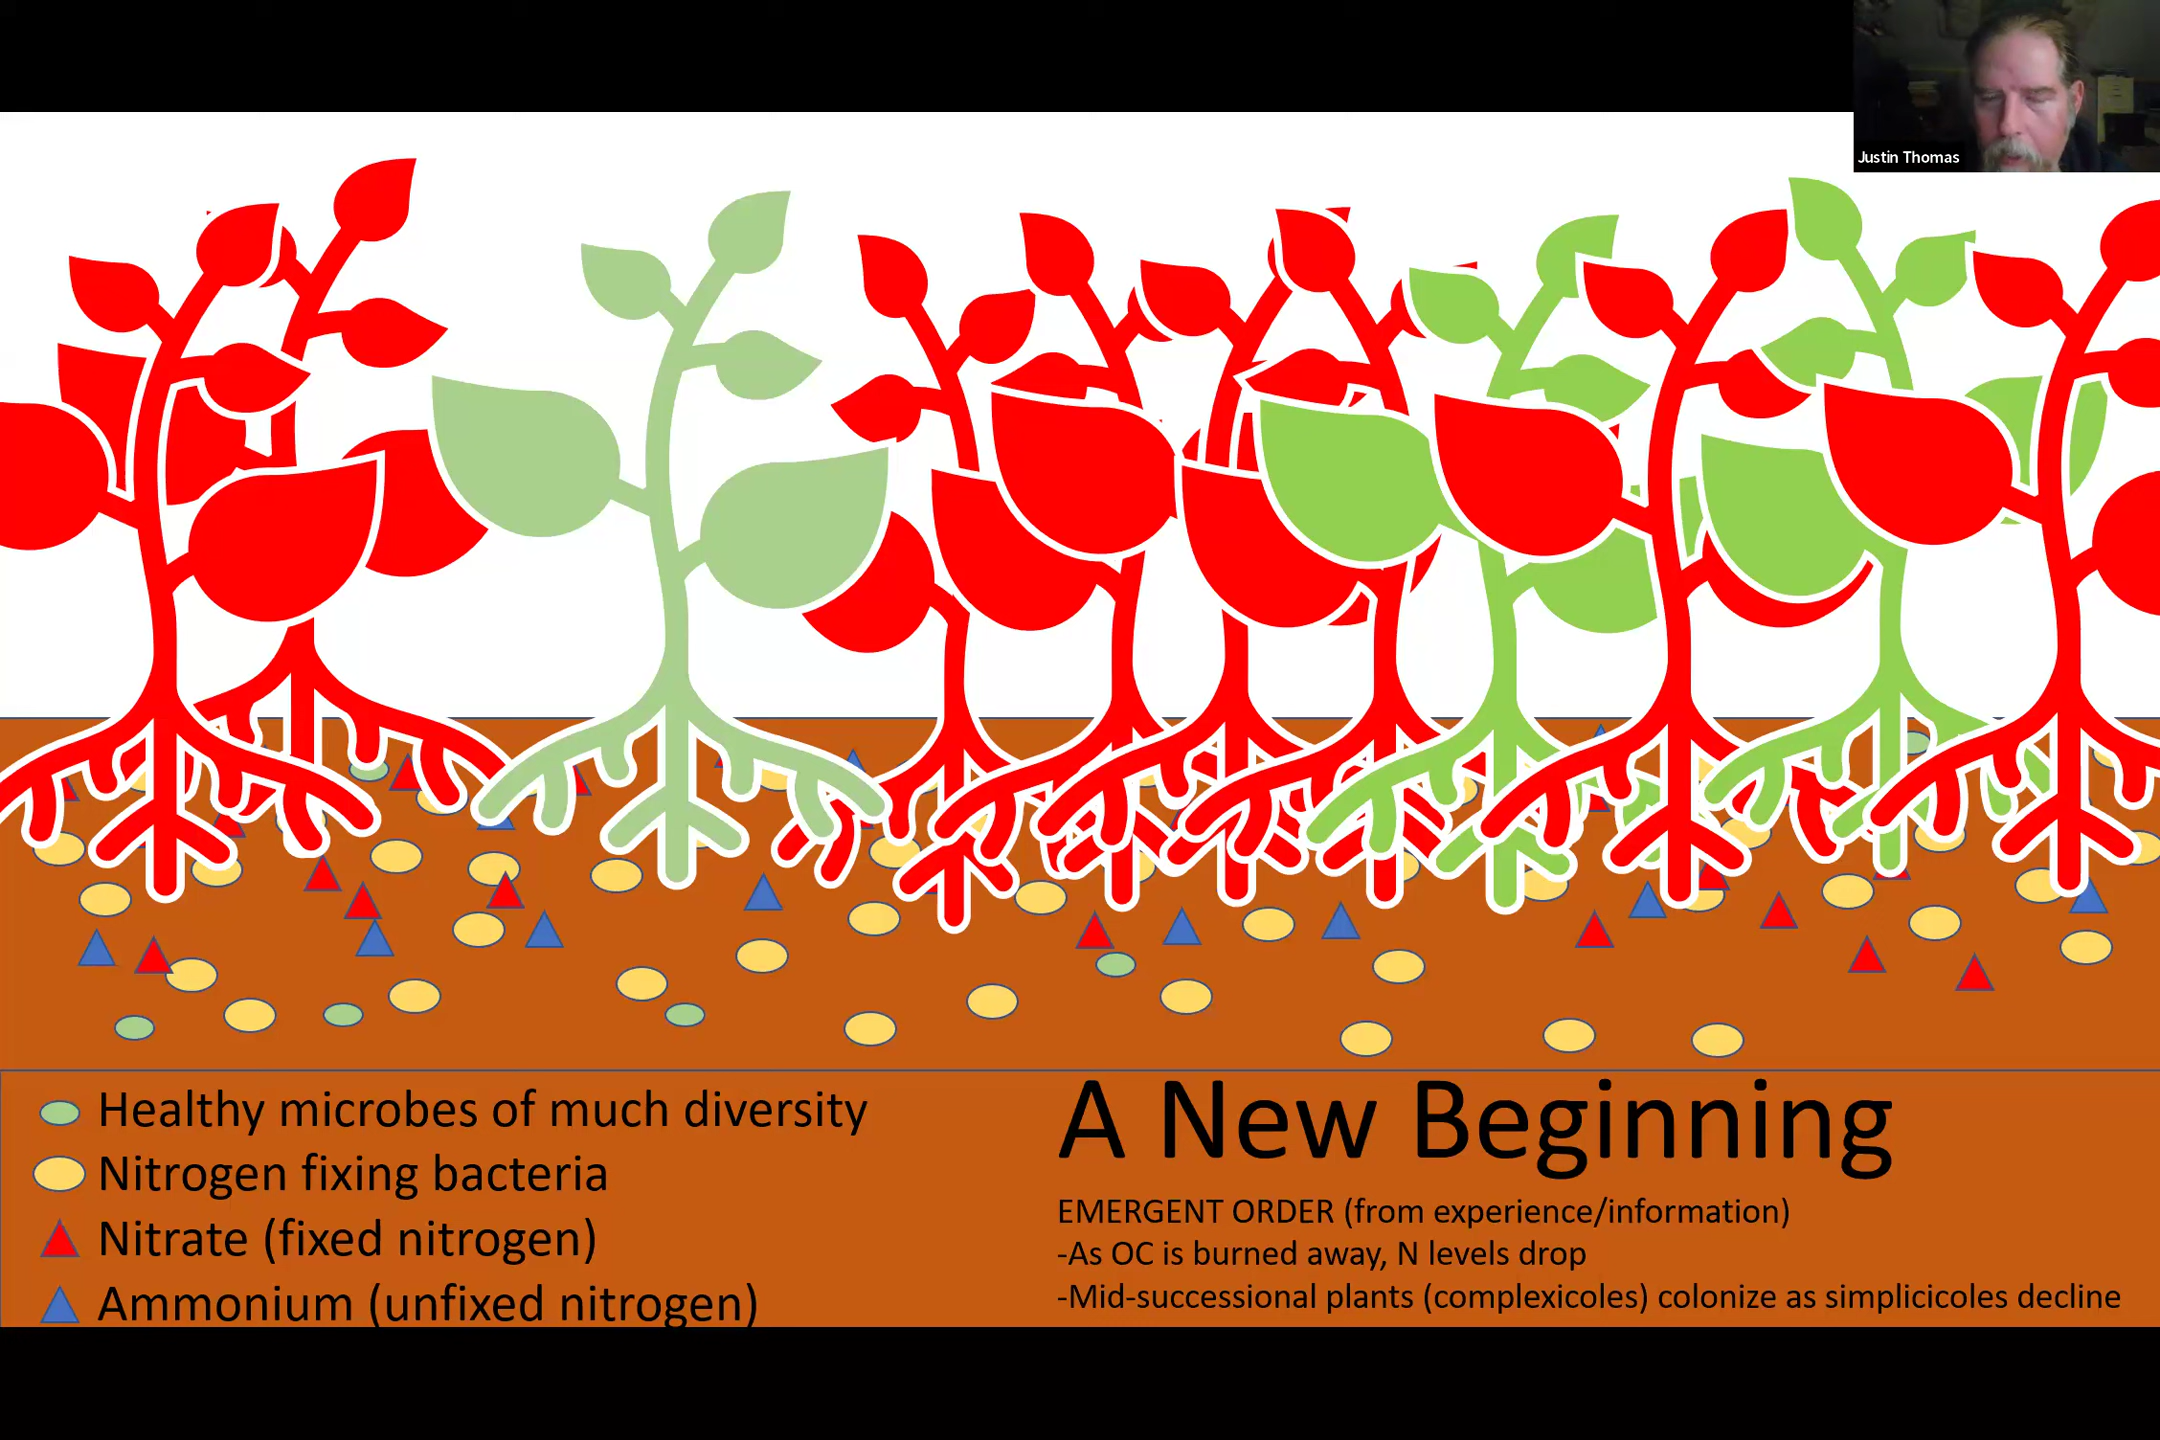 Justin Thomas
Healthy microbes of much diversity
Nitrogen fixing bacteria
Nitrate (fixed nitrogen)
Ammonium (unfixed nitrogen)
A New Beginning
EMERGENT ORDER (from experience/information)
-As OC is burned away, N levels drop
-Mid-successional plants (complexicoles) colonize as simplicicoles decline